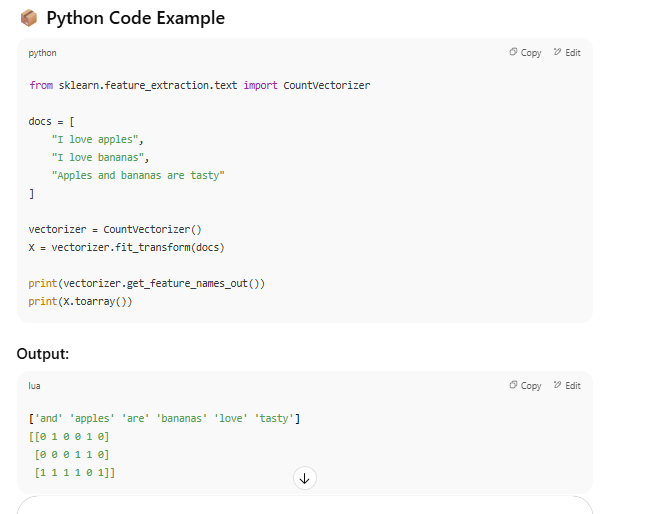 📦 Python Code Example
python Copy Edit
from sklearn.feature_extraction.text import CountVectorizer
docs = [
"I love apples",
"I love bananas",
"Apples and bananas are tasty"
]
vectorizer = CountVectorizer()
X = vectorizer.fit_transform(docs)
print(vectorizer.get_feature_names_out())
print(X.toarray())
Output:
lua Copy Edit
['and' 'apples' 'are' 'bananas' 'love' 'tasty']
[[0 1 0 0 1 0]
[0 0 0 1 1 0]
[1 1 1 1 0 1]]